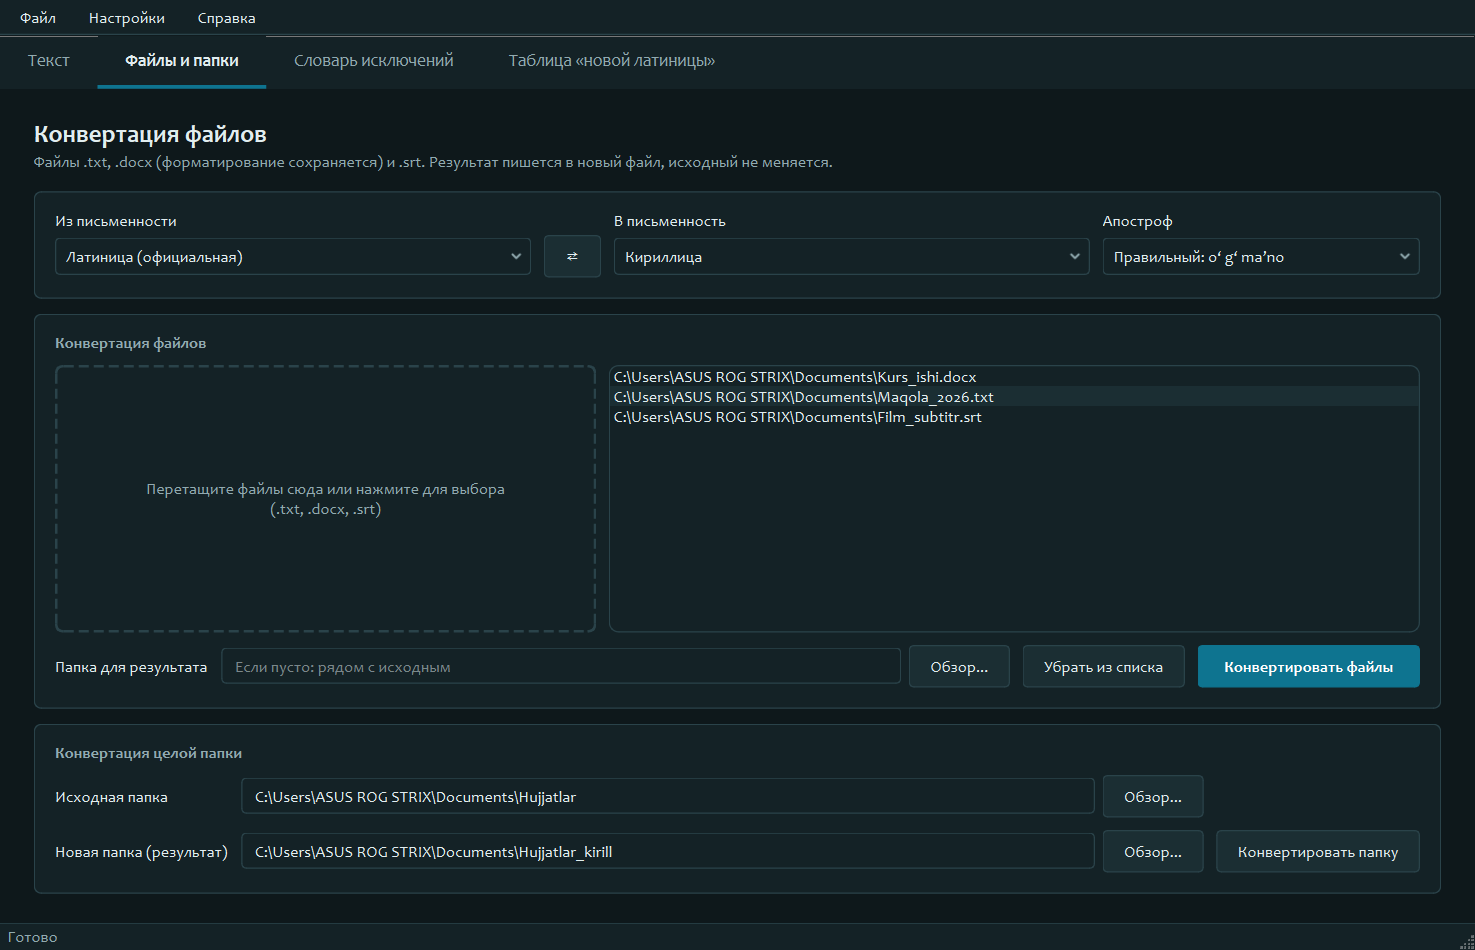 Файл Настройки Справка
Текст Файлы и папки Словарь исключений Таблица «новой латиницы»
Конвертация файлов
Файлы .txt, .docx (форматирование сохраняется) и .srt. Результат пишется в новый файл, исходный не меняется.
Из письменности В письменность Апостроф
Латиница (официальная) ⇄ Кириллица Правильный: oʻ gʻ maʼno
Конвертация файлов
Перетащите файлы сюда или нажмите для выбора
(.txt, .docx, .srt)
C:\Users\ASUS ROG STRIX\Documents\Kurs_ishi.docx
C:\Users\ASUS ROG STRIX\Documents\Maqola_2026.txt
C:\Users\ASUS ROG STRIX\Documents\Film_subtitr.srt
Папка для результата Если пусто: рядом с исходным Обзор... Убрать из списка Конвертировать файлы
Конвертация целой папки
Исходная папка C:\Users\ASUS ROG STRIX\Documents\Hujjatlar Обзор...
Новая папка (результат) C:\Users\ASUS ROG STRIX\Documents\Hujjatlar_kirill Обзор... Конвертировать папку
Готово